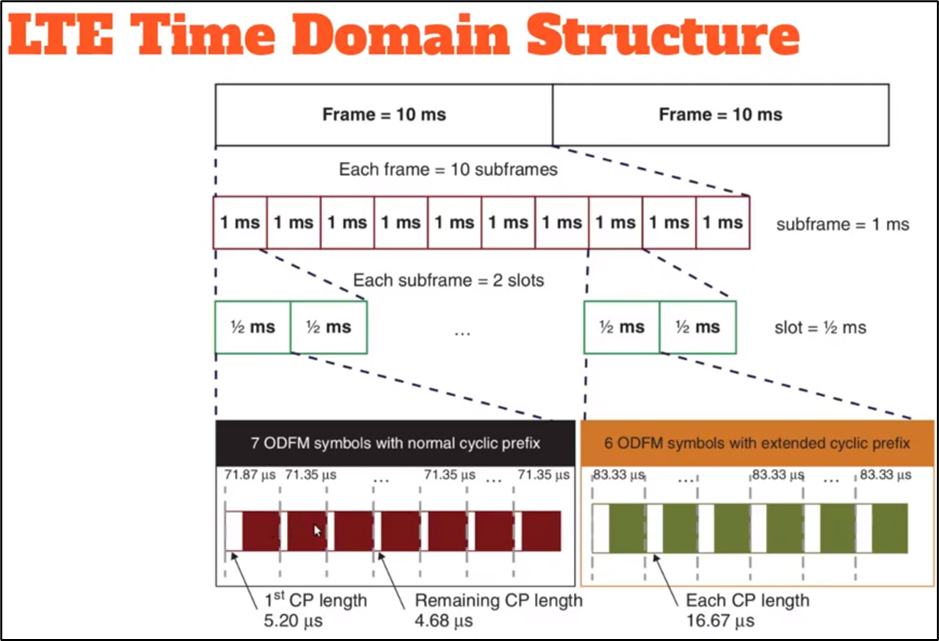 LTE Time Domain Structure
Frame = 10 ms
Frame = 10 ms
Each frame = 10 subframes
1 ms 1 ms 1 ms 1 ms 1 ms 1 ms 1 ms 1 ms 1 ms 1 ms
subframe = 1 ms
Each subframe = 2 slots
½ ms ½ ms ... ½ ms ½ ms
slot = ½ ms
7 ODFM symbols with normal cyclic prefix
71.87 µs 71.35 µs ... 71.35 µs ... 71.35 µs
1st CP length
5.20 µs
Remaining CP length
4.68 µs
6 ODFM symbols with extended cyclic prefix
83.33 µs ... 83.33 µs ... 83.33 µs
Each CP length
16.67 µs